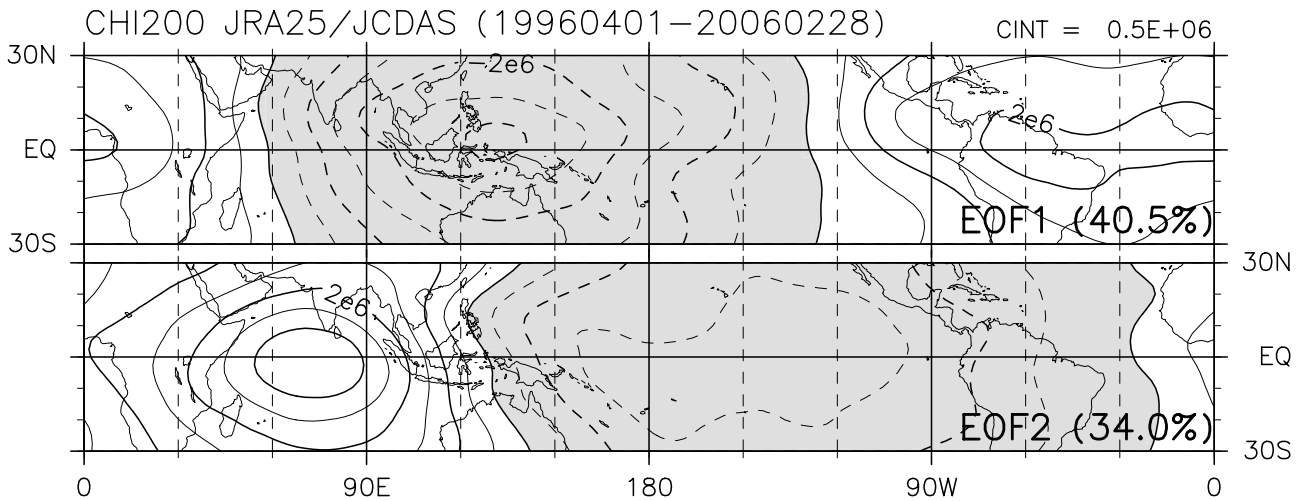 CHI200 JRA25/JCDAS (19960401−20060228)
CINT = 0.5E+06
30N
−2e6
2e6
EQ
EOF1 (40.5%)
30S
30N
2e6
EQ
EOF2 (34.0%)
30S
0 90E 180 90W 0